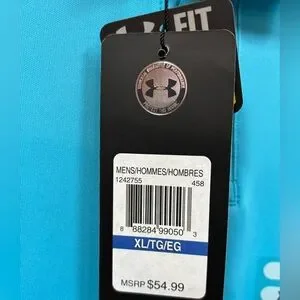 FIT
MENS/HOMMES/HOMBRES
1242755 458
8 88284 99050 3
XL/TG/EG
MSRP $54.99